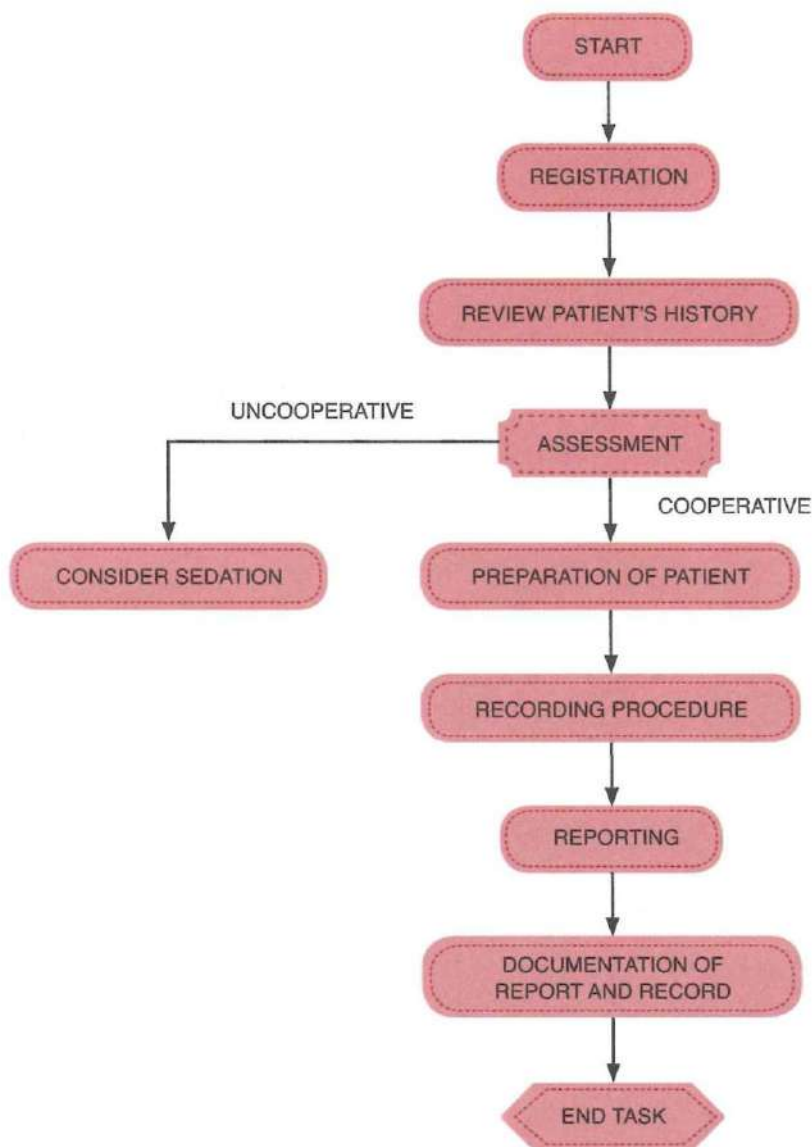 START
REGISTRATION
REVIEW PATIENT'S HISTORY
UNCOOPERATIVE
ASSESSMENT
COOPERATIVE
CONSIDER SEDATION
PREPARATION OF PATIENT
RECORDING PROCEDURE
REPORTING
DOCUMENTATION OF
REPORT AND RECORD
END TASK